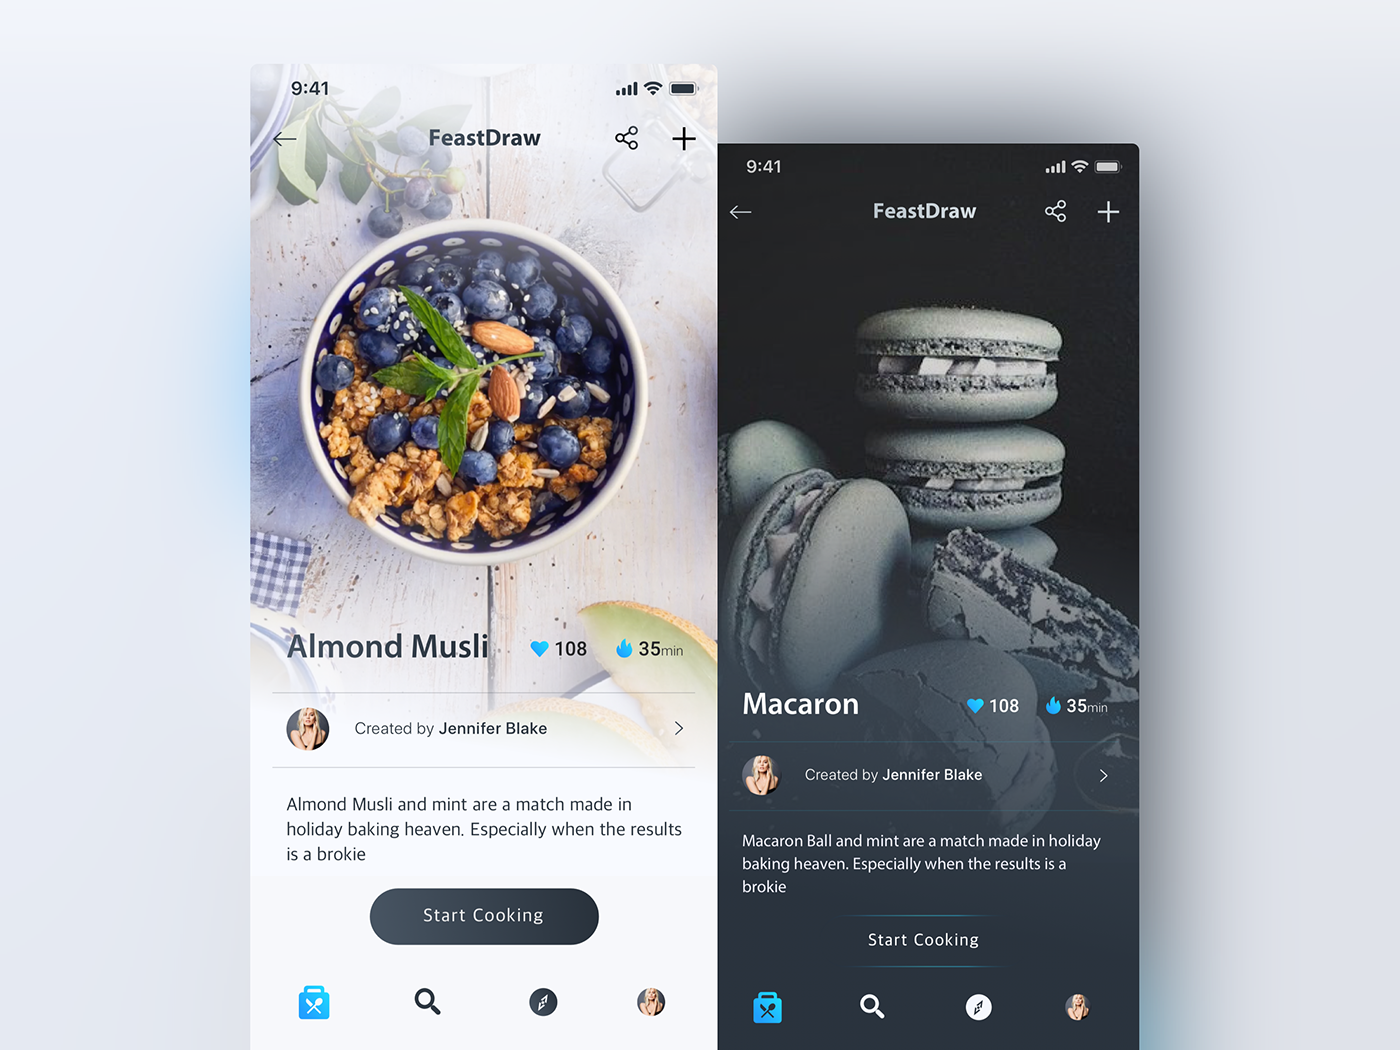 9:41
FeastDraw
Almond Musli
108
35min
Created by Jennifer Blake
Almond Musli and mint are a match made in
holiday baking heaven. Especially when the results
is a brokie
Start Cooking
9:41
FeastDraw
Macaron
108
35min
Created by Jennifer Blake
Macaron Ball and mint are a match made in holiday
baking heaven. Especially when the results is a
brokie
Start Cooking